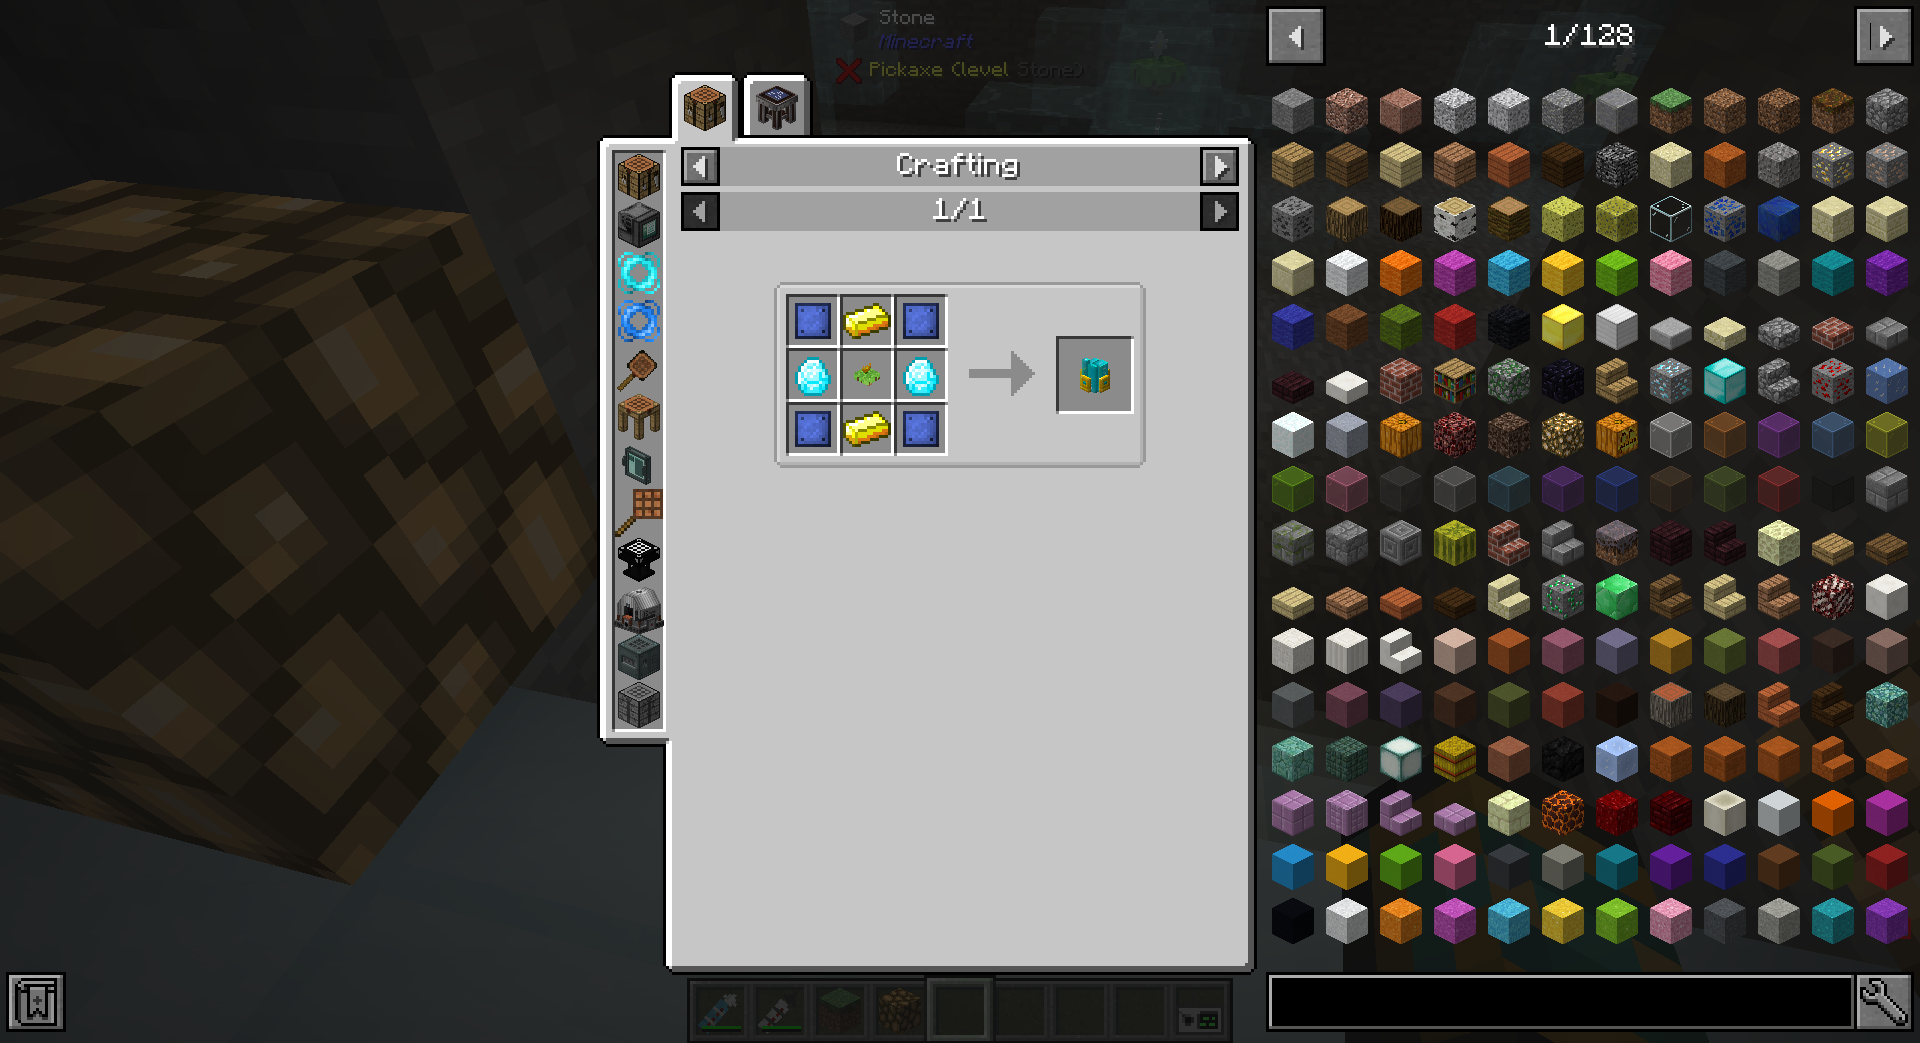 Stone
Minecraft
Pickaxe (level Stone)
1/128
Crafting
1/1